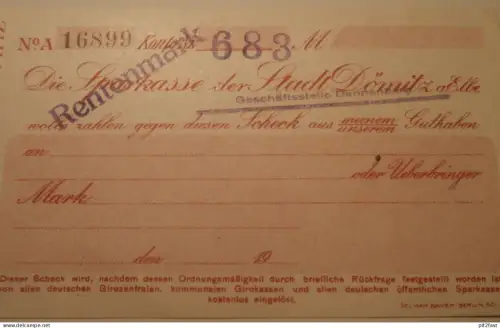 No A 16899 Konto No 683 M
Rentenmark
Die Sparkasse der Stadt Dömitz a/Elbe
Geschäftsstelle
wolle zahlen gegen diesen Scheck aus meinem Guthaben
unserem
an
oder Ueberbringer
Mark
den 19
Dieser Scheck wird, nachdem dessen Ordnungsmäßigkeit durch briefliche Rückfrage festgestellt worden ist
von allen deutschen Girozentralen, kommunalen Girokassen und allen deutschen öffentlichen Sparkassen
kostenlos eingelöst.
pitztast